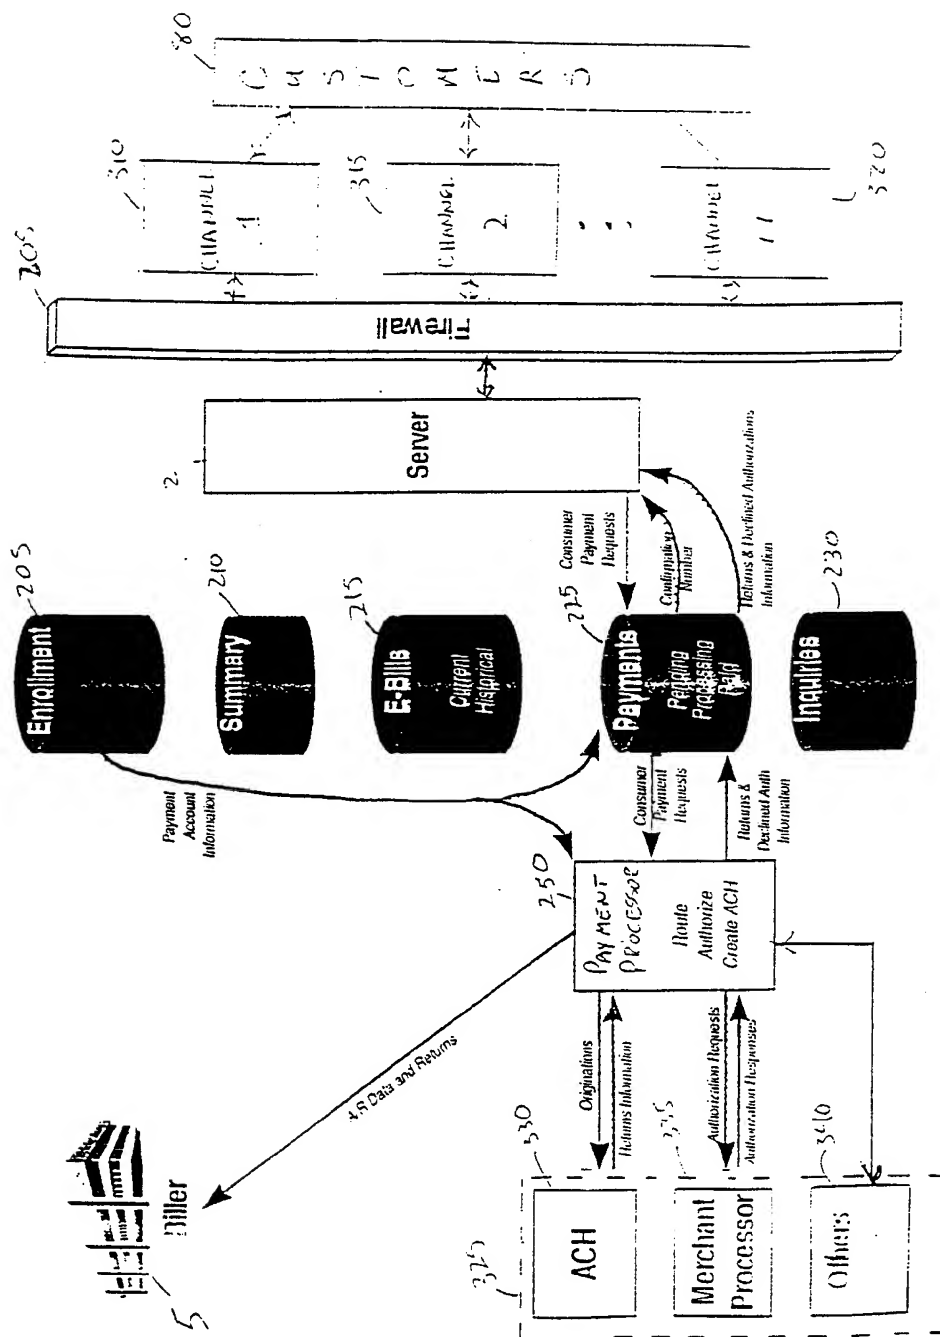 80
CUSTOMERS
310
CHANNEL
1
315
CHANNEL
2
CHANNEL
320
205
Firewall
2
Server
Consumer
Payment
Requests
Confirmation
Number
Returns & Declined Authorizations
Information
205
Enrollment
210
Summary
215
E-Bills
Current
Historical
225
Payments
Pending
Processing
Paid
230
Inquiries
Payment
Account
Information
Consumer
Payment
Requests
Returns &
Declined Auth
Information
250
PAYMENT
PROCESSOR
Route
Authorize
Create ACH
A/R Data and Returns
Originations
Returns Information
Authorization Requests
Authorization Responses
5
Biller
325
330
ACH
335
Merchant
Processor
340
Others